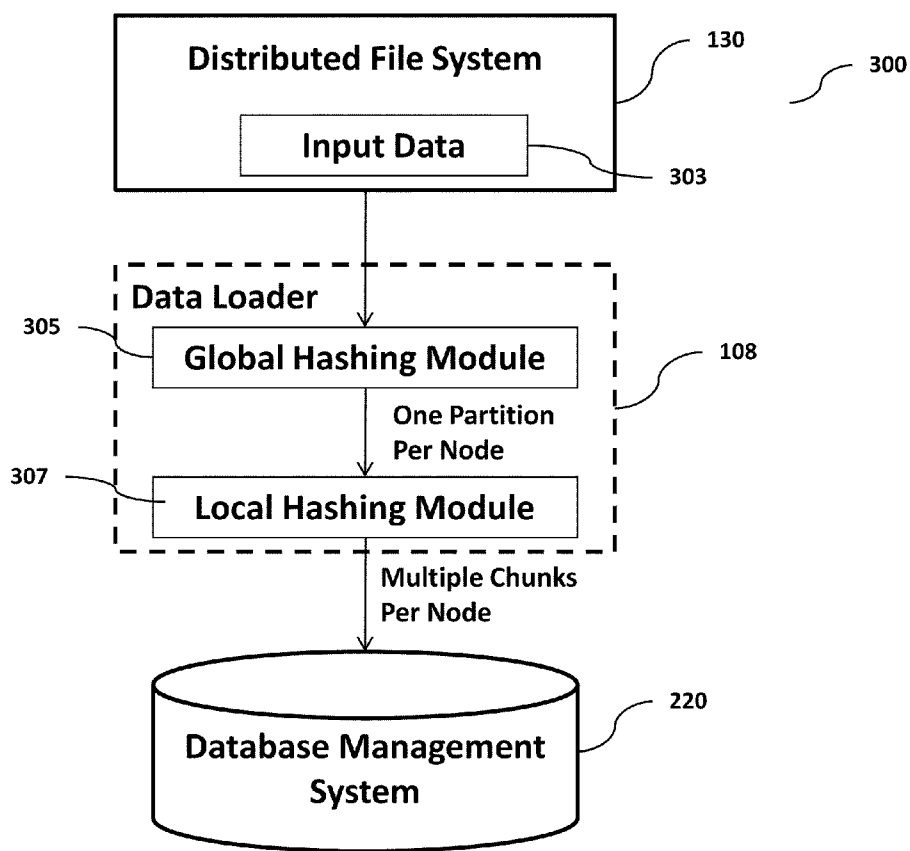 Distributed File System
130
300
Input Data
303
Data Loader
305
Global Hashing Module
108
One Partition
Per Node
307
Local Hashing Module
Multiple Chunks
Per Node
220
Database Management
System